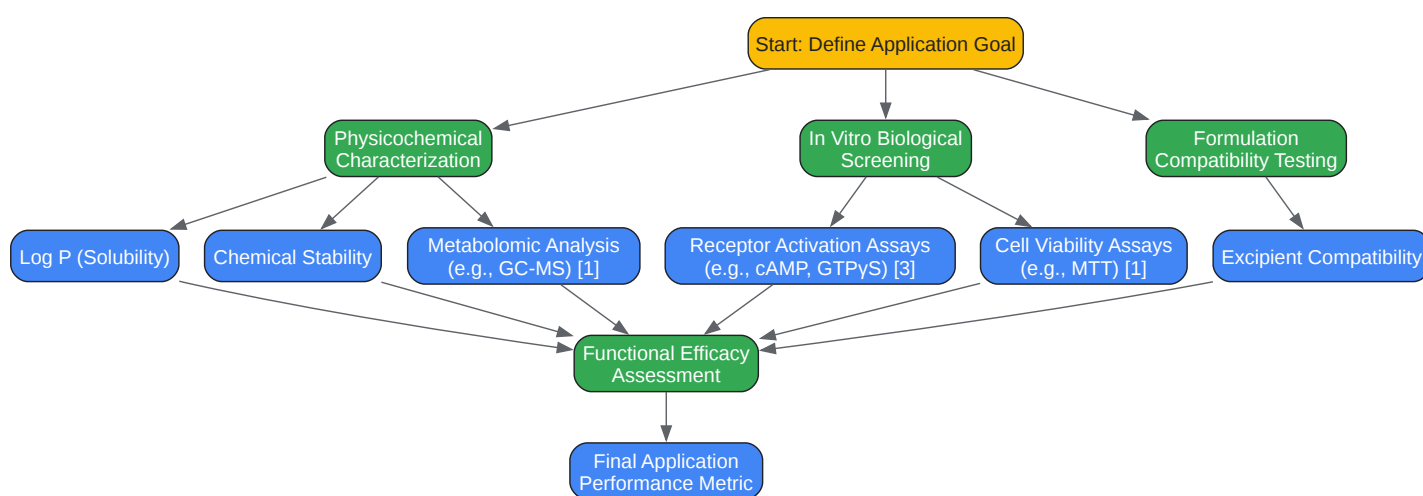 Start: Define Application Goal
Physicochemical
Characterization
In Vitro Biological
Screening
Formulation
Compatibility Testing
Log P (Solubility)
Chemical Stability
Metabolomic Analysis
(e.g., GC-MS) [1]
Receptor Activation Assays
(e.g., cAMP, GTPγS) [3]
Cell Viability Assays
(e.g., MTT) [1]
Excipient Compatibility
Functional Efficacy
Assessment
Final Application
Performance Metric